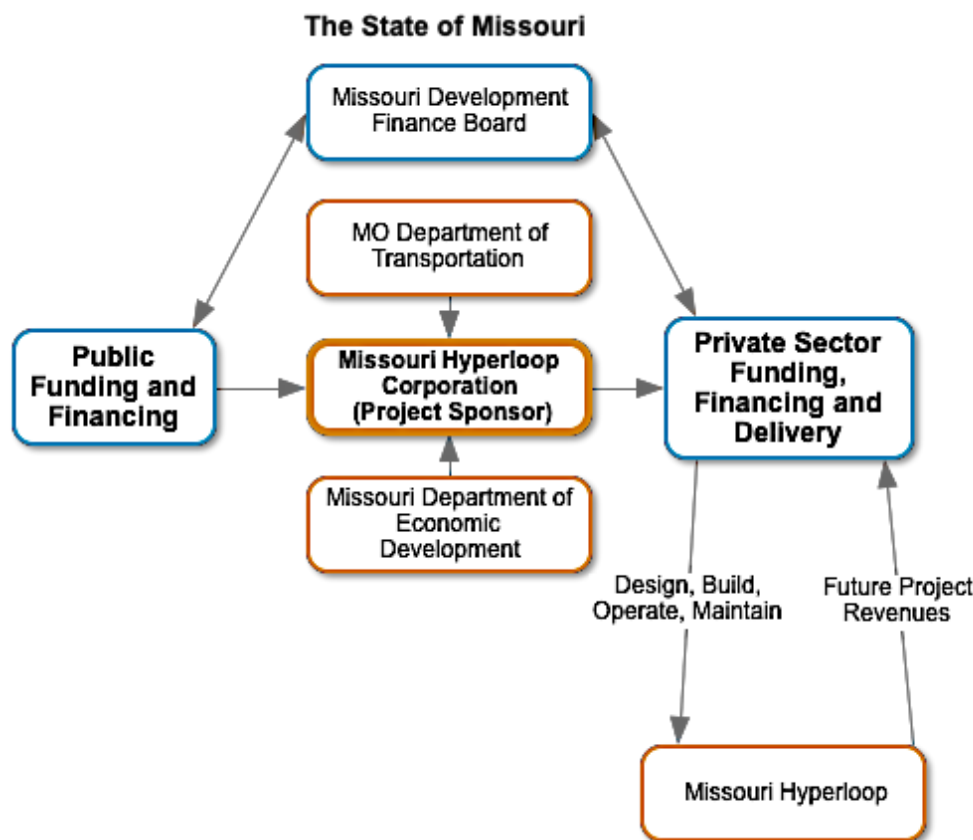 The State of Missouri
Missouri Development
Finance Board
MO Department of
Transportation
Public
Funding and
Financing
Missouri Hyperloop
Corporation
(Project Sponsor)
Private Sector
Funding,
Financing and
Delivery
Missouri Department of
Economic
Development
Design, Build,
Operate, Maintain
Future Project
Revenues
Missouri Hyperloop